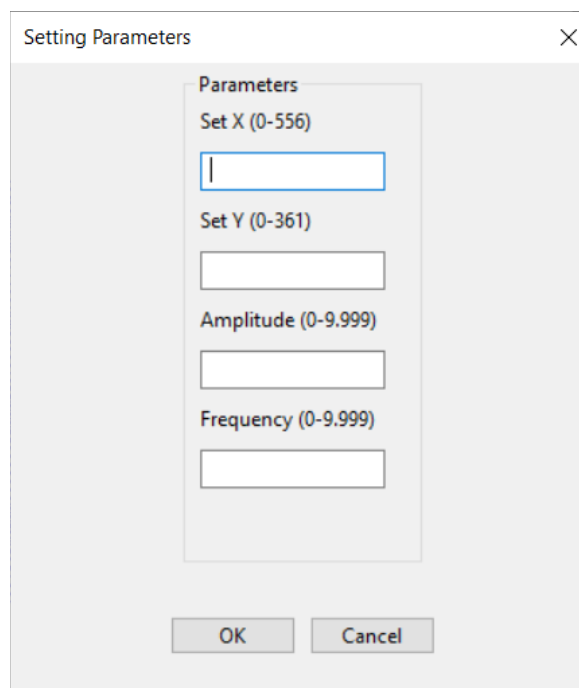 Setting Parameters
Parameters
Set X (0-556)
Set Y (0-361)
Amplitude (0-9.999)
Frequency (0-9.999)
OK Cancel